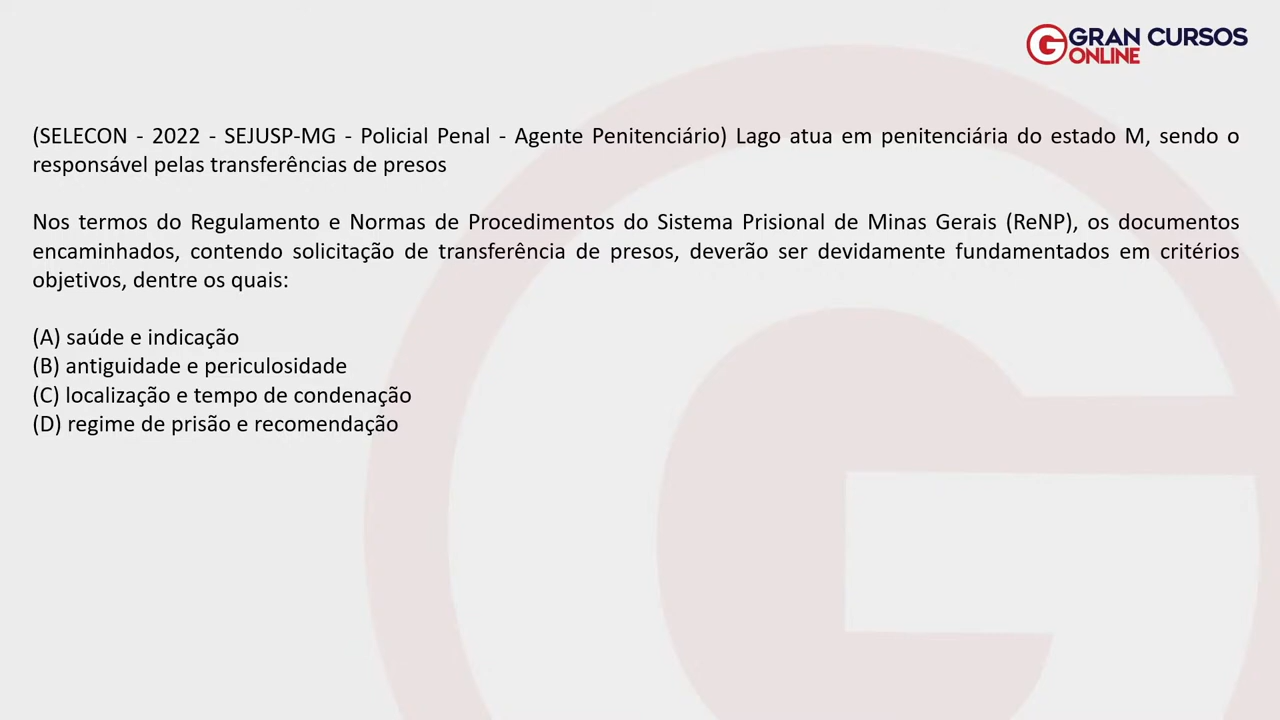 GRAN CURSOS
ONLINE
(SELECON - 2022 - SEJUSP-MG - Policial Penal - Agente Penitenciário) Lago atua em penitenciária do estado M, sendo o
responsável pelas transferências de presos
Nos termos do Regulamento e Normas de Procedimentos do Sistema Prisional de Minas Gerais (ReNP), os documentos
encaminhados, contendo solicitação de transferência de presos, deverão ser devidamente fundamentados em critérios
objetivos, dentre os quais:
(A) saúde e indicação
(B) antiguidade e periculosidade
(C) localização e tempo de condenação
(D) regime de prisão e recomendação